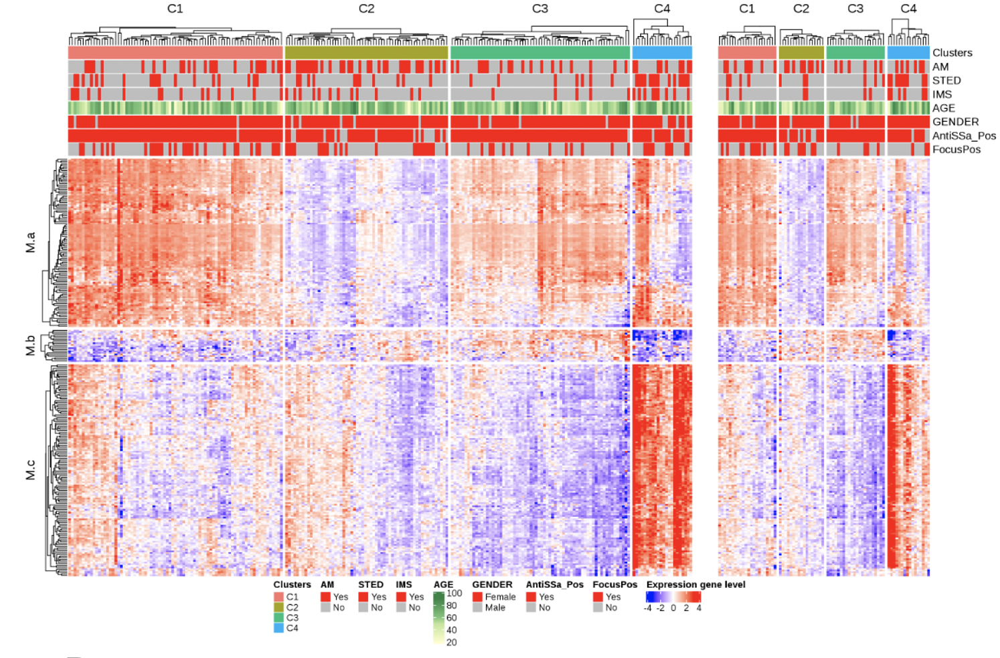 C1 C2 C3 C4 C1 C2 C3 C4
Clusters
AM
STED
IMS
AGE
GENDER
AntiSSa_Pos
FocusPos
M.a
M.b
M.c
Clusters AM STED IMS AGE GENDER AntiSSa_Pos FocusPos Expression gene level
C1 Yes Yes Yes 100 Female Yes Yes
C2 No No No 80 Male No No -4 -2 0 2 4
C3 60
C4 40
20